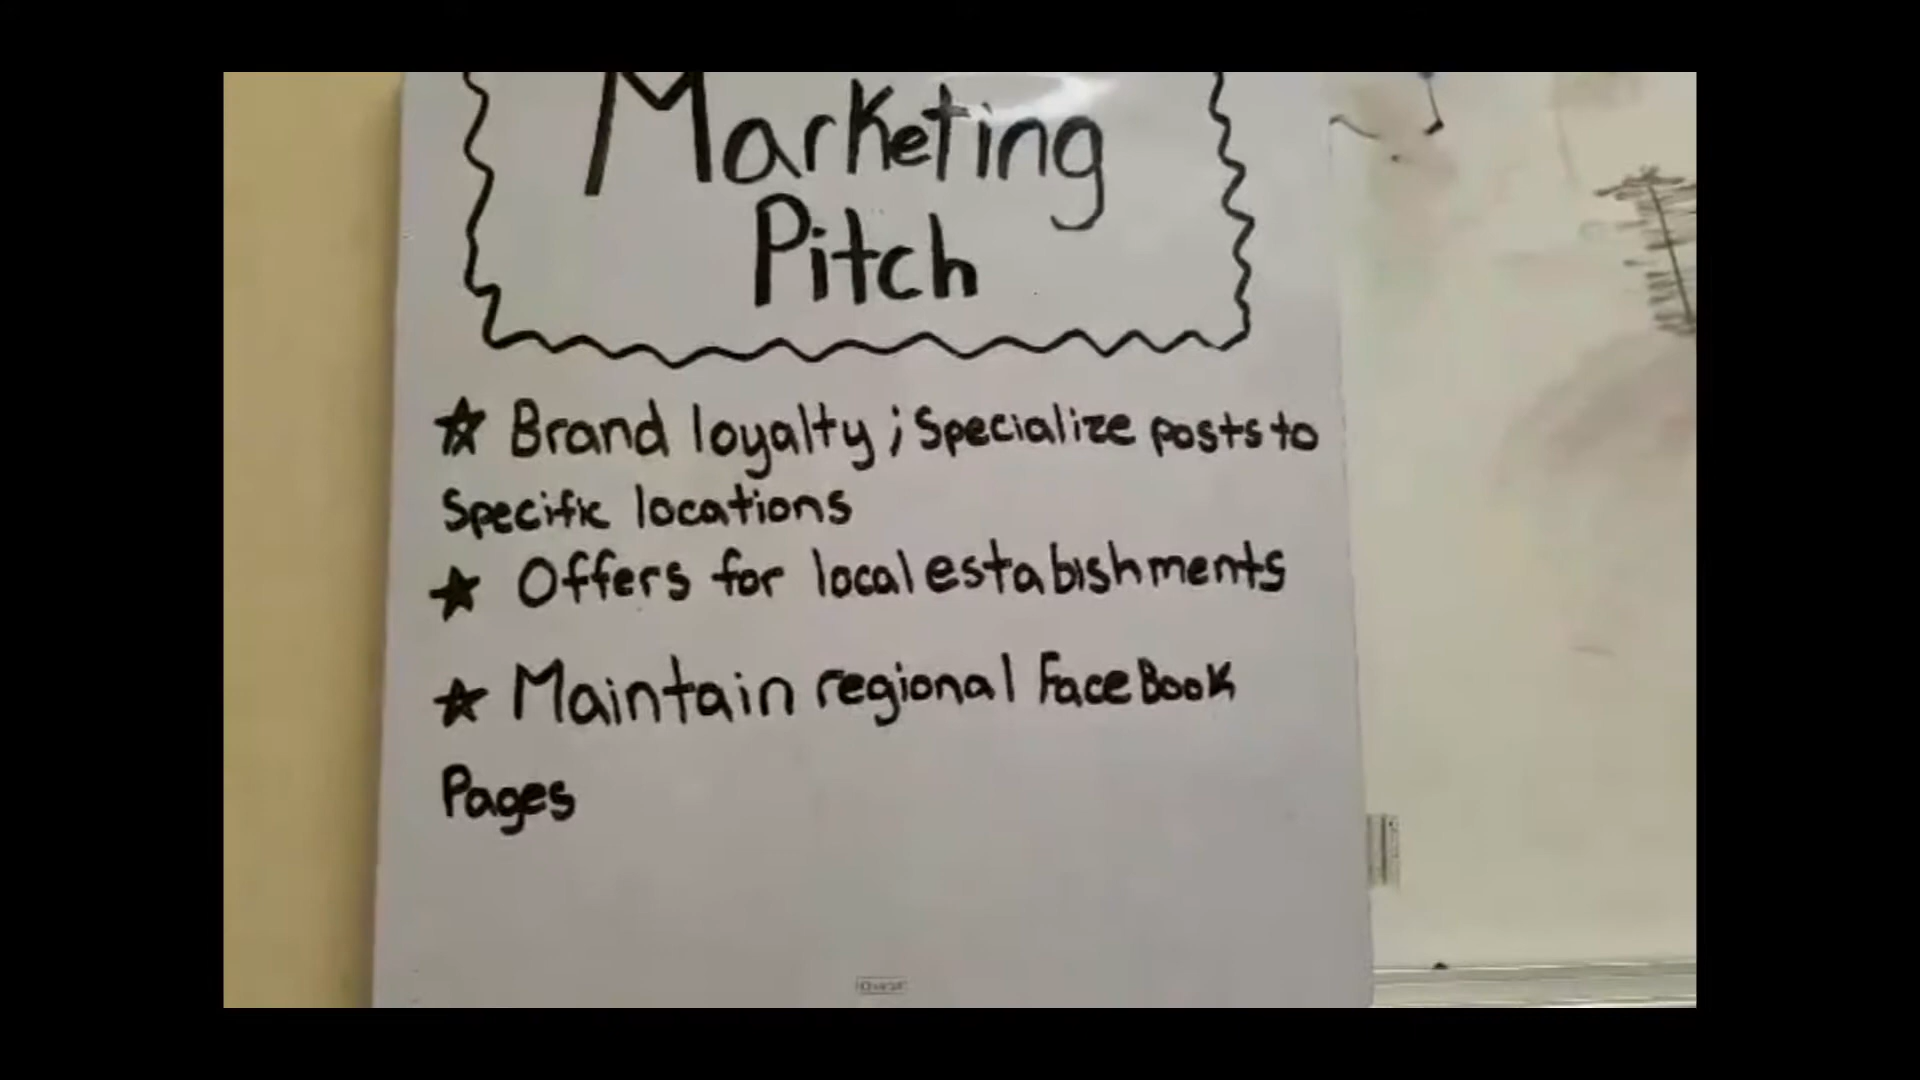 Marketing
Pitch
☆ Brand loyalty; Specialize posts to
Specific locations
★ Offers for local estabishments
☆ Maintain regional FaceBook
Pages